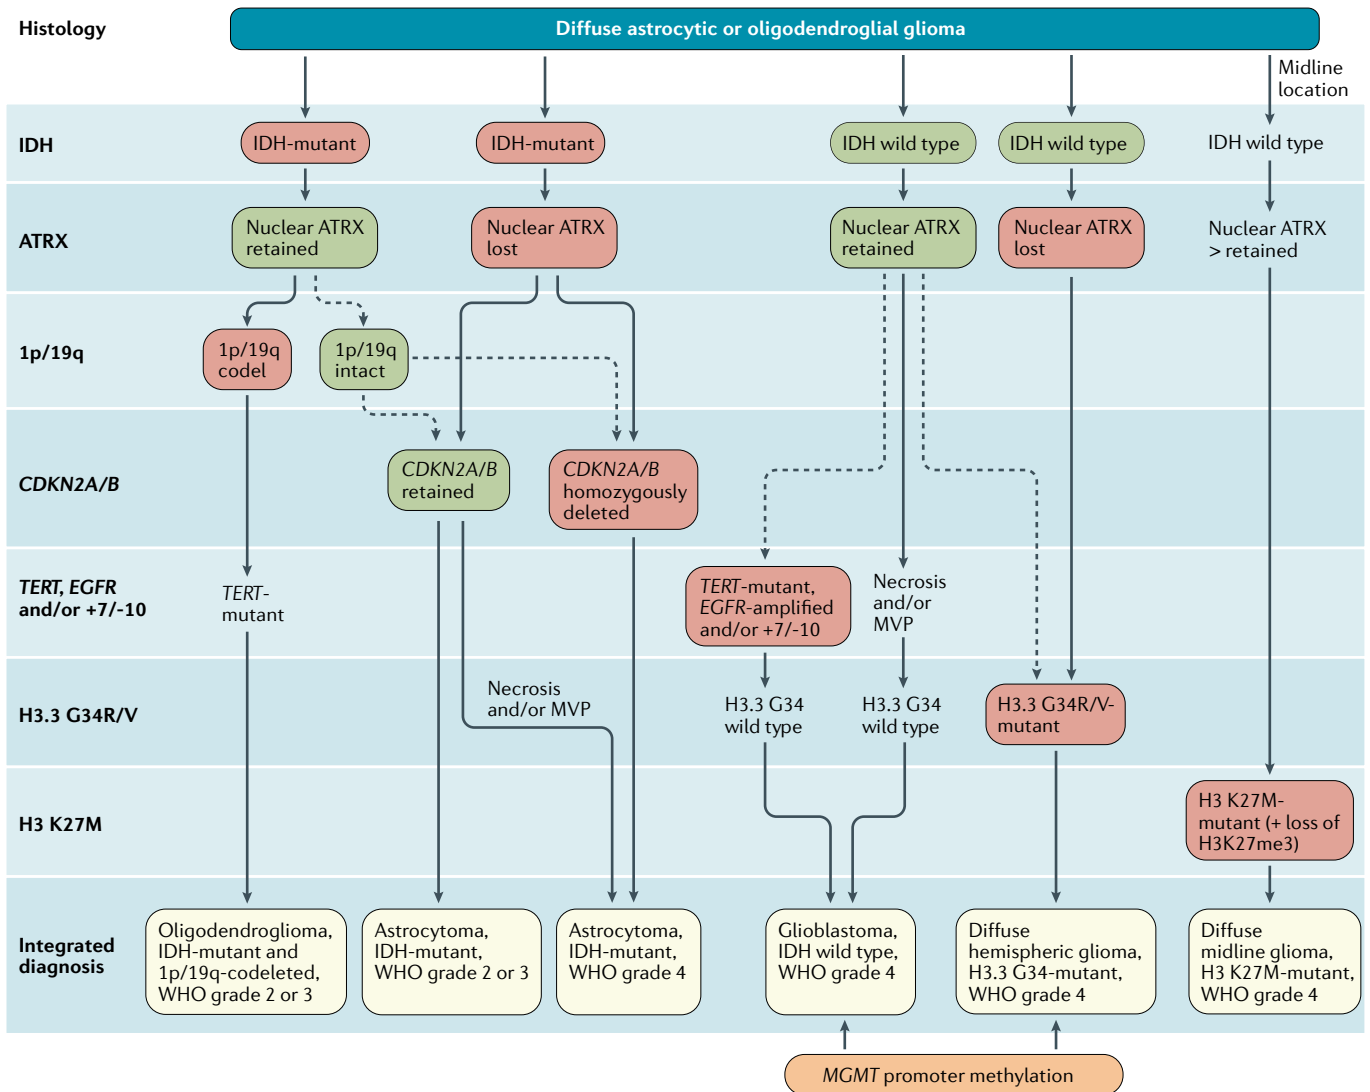 Histology
Diffuse astrocytic or oligodendroglial glioma
Midline
location
IDH
IDH-mutant
IDH-mutant
IDH wild type
IDH wild type
IDH wild type
ATRX
Nuclear ATRX
retained
Nuclear ATRX
lost
Nuclear ATRX
retained
Nuclear ATRX
lost
Nuclear ATRX
> retained
1p/19q
1p/19q
codel
1p/19q
intact
CDKN2A/B
CDKN2A/B
retained
CDKN2A/B
homozygously
deleted
TERT, EGFR
and/or +7/-10
TERT-
mutant
TERT-mutant,
EGFR-amplified
and/or +7/-10
Necrosis
and/or
MVP
H3.3 G34R/V
Necrosis
and/or MVP
H3.3 G34
wild type
H3.3 G34
wild type
H3.3 G34R/V-
mutant
H3 K27M
H3 K27M-
mutant (+ loss of
H3K27me3)
Integrated
diagnosis
Oligodendroglioma,
IDH-mutant and
1p/19q-codeleted,
WHO grade 2 or 3
Astrocytoma,
IDH-mutant,
WHO grade 2 or 3
Astrocytoma,
IDH-mutant,
WHO grade 4
Glioblastoma,
IDH wild type,
WHO grade 4
Diffuse
hemispheric glioma,
H3.3 G34-mutant,
WHO grade 4
Diffuse
midline glioma,
H3 K27M-mutant,
WHO grade 4
MGMT promoter methylation